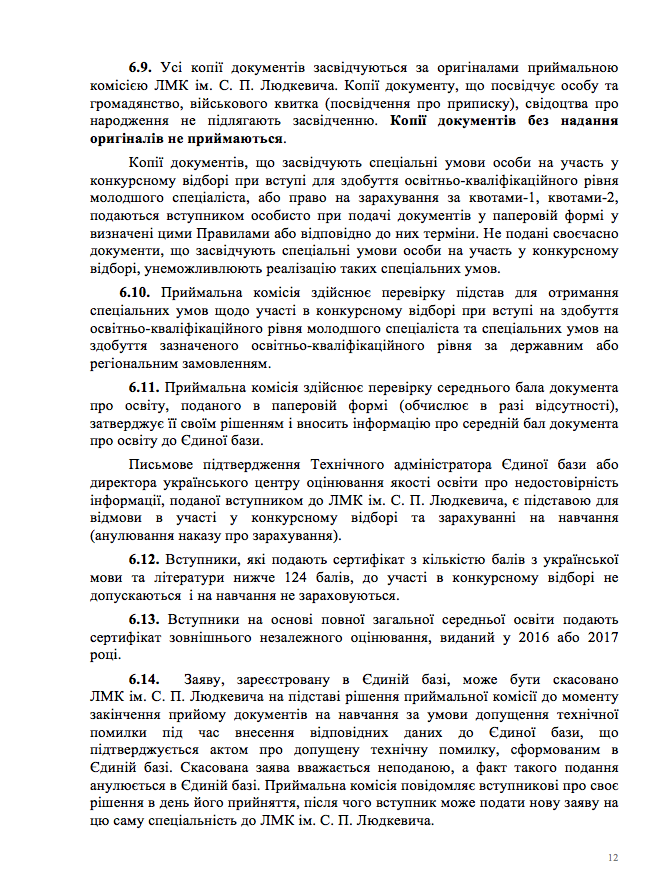 6.9. Усі копії документів засвідчуються за оригіналами приймальною
комісією ЛМК ім. С. П. Людкевича. Копії документу, що посвідчує особу та
громадянство, військового квитка (посвідчення про приписку), свідоцтва про
народження не підлягають засвідченню. Копії документів без надання
оригіналів не приймаються.
Копії документів, що засвідчують спеціальні умови особи на участь у
конкурсному відборі при вступі для здобуття освітньо-кваліфікаційного рівня
молодшого спеціаліста, або право на зарахування за квотами-1, квотами-2,
подаються вступником особисто при подачі документів у паперовій формі у
визначені цими Правилами або відповідно до них терміни. Не подані своєчасно
документи, що засвідчують спеціальні умови особи на участь у конкурсному
відборі, унеможливлюють реалізацію таких спеціальних умов.
6.10. Приймальна комісія здійснює перевірку підстав для отримання
спеціальних умов щодо участі в конкурсному відборі при вступі на здобуття
освітньо-кваліфікаційного рівня молодшого спеціаліста та спеціальних умов на
здобуття зазначеного освітньо-кваліфікаційного рівня за державним або
регіональним замовленням.
6.11. Приймальна комісія здійснює перевірку середнього бала документа
про освіту, поданого в паперовій формі (обчислює в разі відсутності),
затверджує її своїм рішенням і вносить інформацію про середній бал документа
про освіту до Єдиної бази.
Письмове підтвердження Технічного адміністратора Єдиної бази або
директора українського центру оцінювання якості освіти про недостовірність
інформації, поданої вступником до ЛМК ім. С. П. Людкевича, є підставою для
відмови в участі у конкурсному відборі та зарахуванні на навчання
(анулювання наказу про зарахування).
6.12. Вступники, які подають сертифікат з кількістю балів з української
мови та літератури нижче 124 балів, до участі в конкурсному відборі не
допускаються і на навчання не зараховуються.
6.13. Вступники на основі повної загальної середньої освіти подають
сертифікат зовнішнього незалежного оцінювання, виданий у 2016 або 2017
році.
6.14. Заяву, зареєстровану в Єдиній базі, може бути скасовано
ЛМК ім. С. П. Людкевича на підставі рішення приймальної комісії до моменту
закінчення прийому документів на навчання за умови допущення технічної
помилки під час внесення відповідних даних до Єдиної бази, що
підтверджується актом про допущену технічну помилку, сформованим в
Єдиній базі. Скасована заява вважається неподаною, а факт такого подання
анулюється в Єдиній базі. Приймальна комісія повідомляє вступникові про своє
рішення в день його прийняття, після чого вступник може подати нову заяву на
цю саму спеціальність до ЛМК ім. С. П. Людкевича.
12